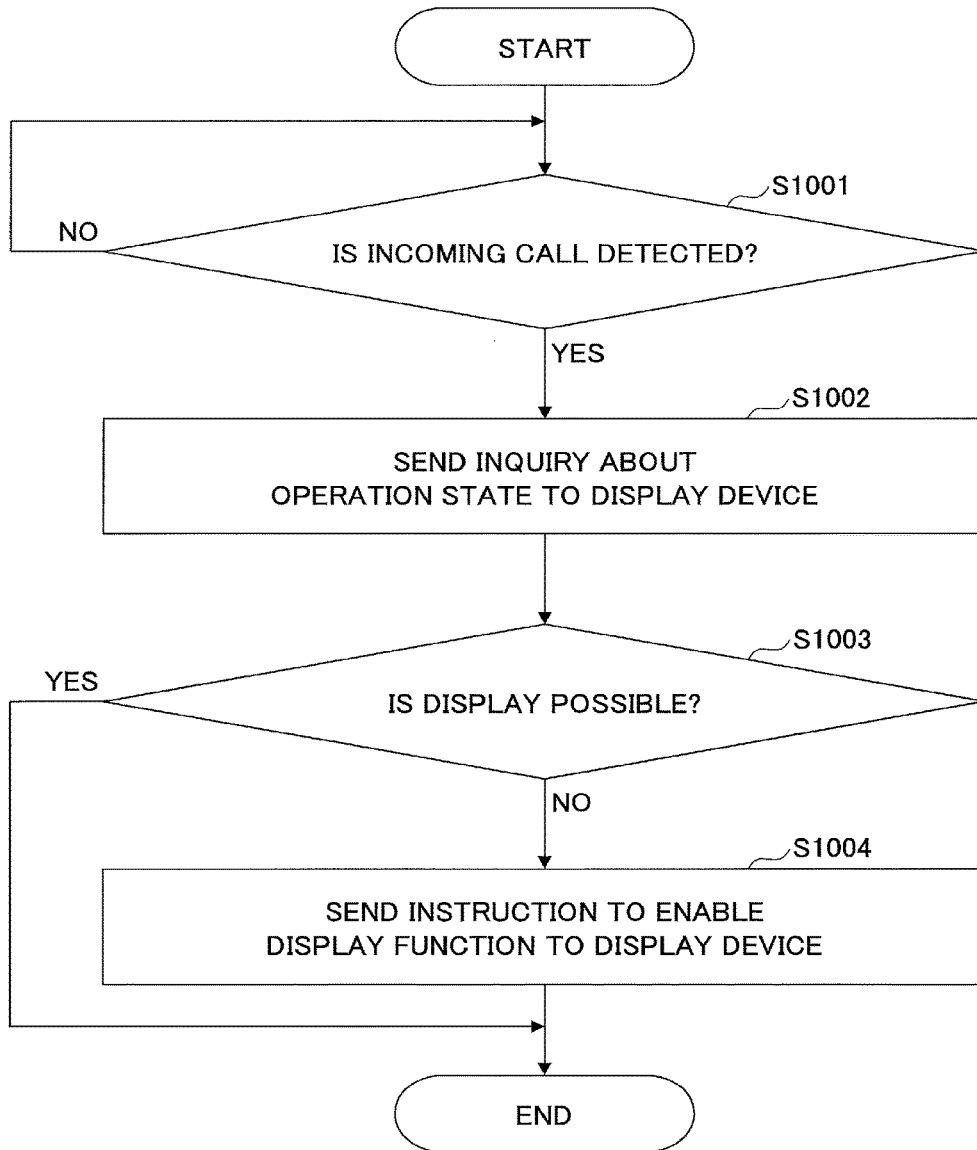 START
S1001
NO
IS INCOMING CALL DETECTED?
YES
S1002
SEND INQUIRY ABOUT
OPERATION STATE TO DISPLAY DEVICE
S1003
YES
IS DISPLAY POSSIBLE?
NO
S1004
SEND INSTRUCTION TO ENABLE
DISPLAY FUNCTION TO DISPLAY DEVICE
END